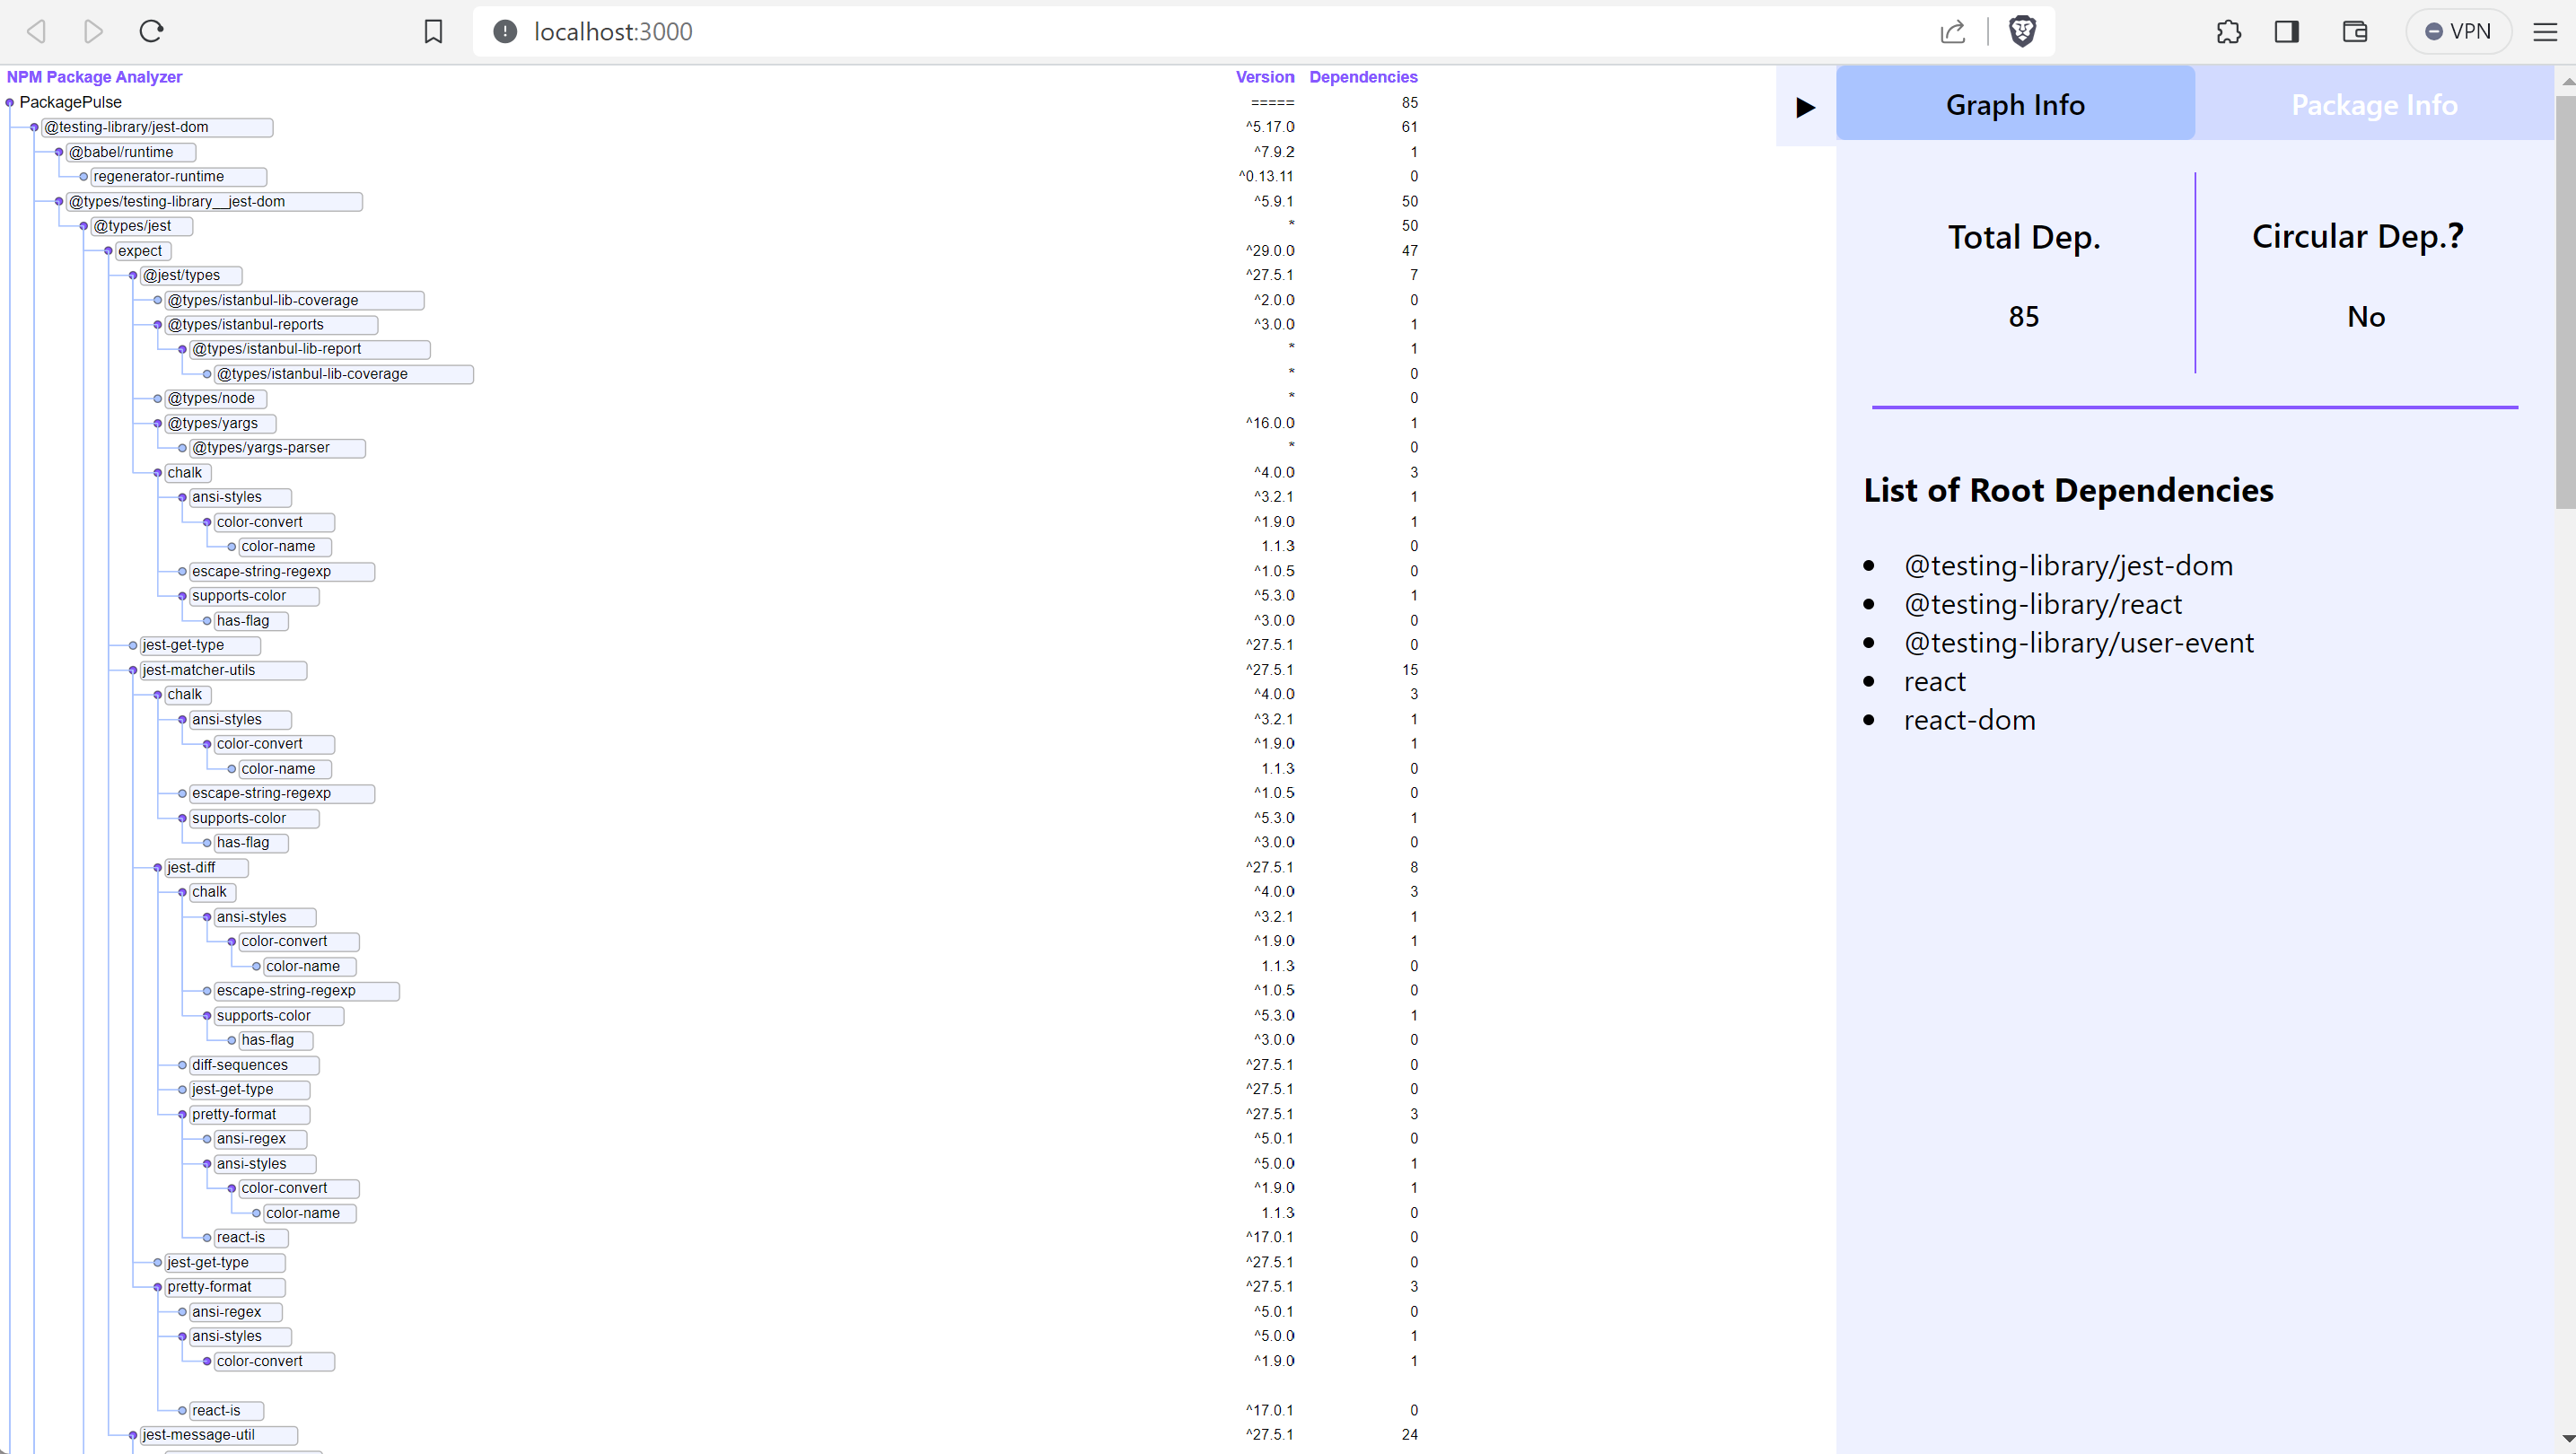 localhost:3000
VPN
NPM Package Analyzer Version Dependencies
PackagePulse ===== 85
@testing-library/jest-dom ^5.17.0 61
@babel/runtime ^7.9.2 1
regenerator-runtime ^0.13.11 0
@types/testing-library__jest-dom ^5.9.1 50
@types/jest * 50
expect ^29.0.0 47
@jest/types ^27.5.1 7
@types/istanbul-lib-coverage ^2.0.0 0
@types/istanbul-reports ^3.0.0 1
@types/istanbul-lib-report * 1
@types/istanbul-lib-coverage * 0
@types/node * 0
@types/yargs ^16.0.0 1
@types/yargs-parser * 0
chalk ^4.0.0 3
ansi-styles ^3.2.1 1
color-convert ^1.9.0 1
color-name 1.1.3 0
escape-string-regexp ^1.0.5 0
supports-color ^5.3.0 1
has-flag ^3.0.0 0
jest-get-type ^27.5.1 0
jest-matcher-utils ^27.5.1 15
chalk ^4.0.0 3
ansi-styles ^3.2.1 1
color-convert ^1.9.0 1
color-name 1.1.3 0
escape-string-regexp ^1.0.5 0
supports-color ^5.3.0 1
has-flag ^3.0.0 0
jest-diff ^27.5.1 8
chalk ^4.0.0 3
ansi-styles ^3.2.1 1
color-convert ^1.9.0 1
color-name 1.1.3 0
escape-string-regexp ^1.0.5 0
supports-color ^5.3.0 1
has-flag ^3.0.0 0
diff-sequences ^27.5.1 0
jest-get-type ^27.5.1 0
pretty-format ^27.5.1 3
ansi-regex ^5.0.1 0
ansi-styles ^5.0.0 1
color-convert ^1.9.0 1
color-name 1.1.3 0
react-is ^17.0.1 0
jest-get-type ^27.5.1 0
pretty-format ^27.5.1 3
ansi-regex ^5.0.1 0
ansi-styles ^5.0.0 1
color-convert ^1.9.0 1
react-is ^17.0.1 0
jest-message-util ^27.5.1 24
Graph Info Package Info
Total Dep. Circular Dep.?
85 No
List of Root Dependencies
• @testing-library/jest-dom
• @testing-library/react
• @testing-library/user-event
• react
• react-dom